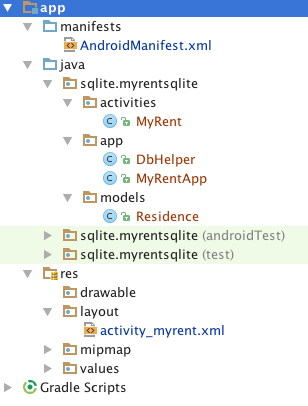 app
manifests
AndroidManifest.xml
java
sqlite.myrentsqlite
activities
C MyRent
app
C DbHelper
C MyRentApp
models
C Residence
sqlite.myrentsqlite (androidTest)
sqlite.myrentsqlite (test)
res
drawable
layout
activity_myrent.xml
mipmap
values
Gradle Scripts